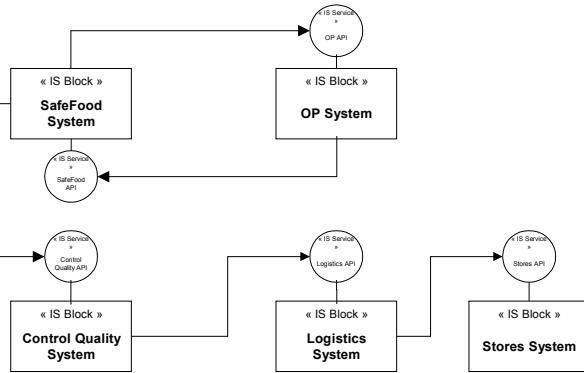 « IS Service
»
OP API
« IS Block »
SafeFood
System
« IS Block »
OP System
« IS Service
»
SafeFood
API
« IS Service
»
Control
Quality API
« IS Service
»
Logistics API
« IS Service
»
Stores API
« IS Block »
Control Quality
System
« IS Block »
Logistics
System
« IS Block »
Stores System